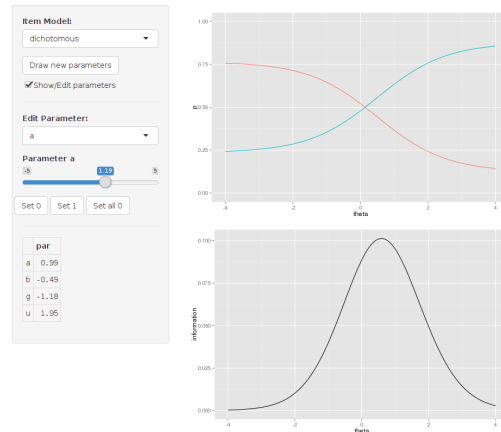 Item Model:
dichotomous
Draw new parameters
Show/Edit parameters
Edit Parameter:
a
Parameter a
-5 1.19 5
Set 0 Set 1 Set all 0
par
a 0.99
b -0.49
g -1.18
u 1.95
1.00
0.75
0.50
0.25
0.00
P
-4 -2 0 2 4
theta
0.100
0.075
0.050
0.025
0.000
information
-4 -2 0 2 4
theta